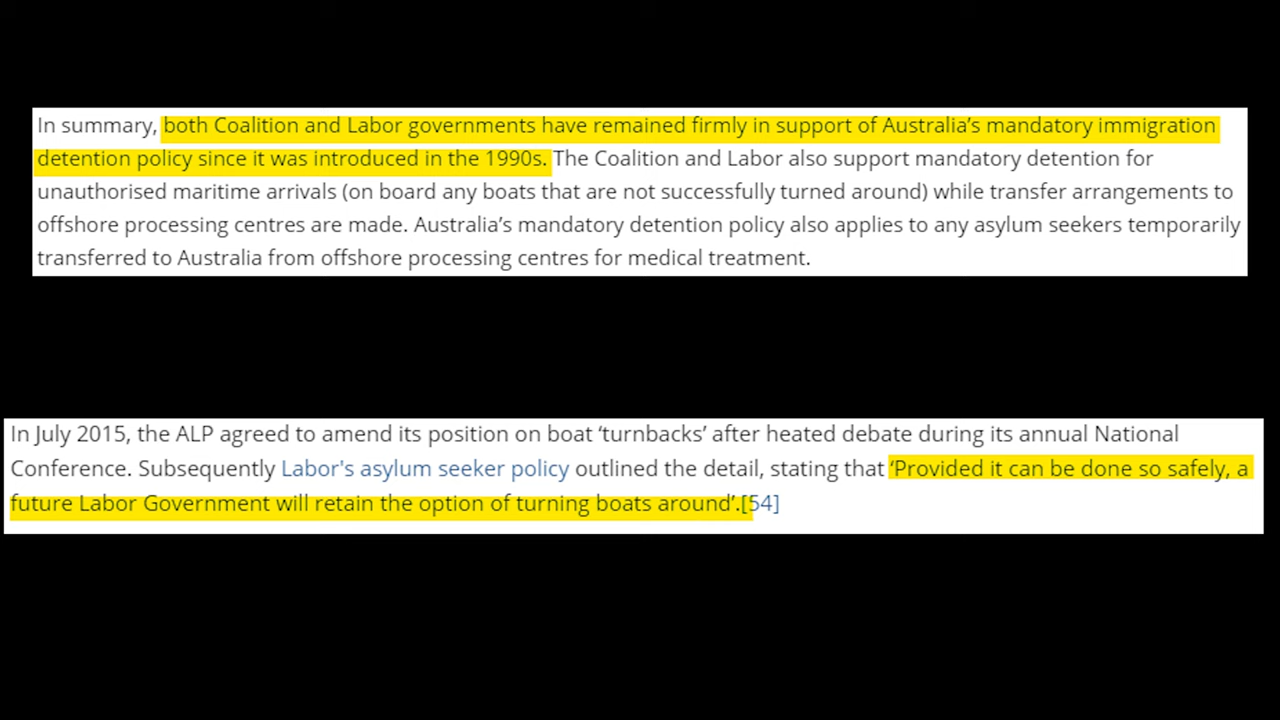 In summary, both Coalition and Labor governments have remained firmly in support of Australia’s mandatory immigration
detention policy since it was introduced in the 1990s. The Coalition and Labor also support mandatory detention for
unauthorised maritime arrivals (on board any boats that are not successfully turned around) while transfer arrangements to
offshore processing centres are made. Australia’s mandatory detention policy also applies to any asylum seekers temporarily
transferred to Australia from offshore processing centres for medical treatment.
In July 2015, the ALP agreed to amend its position on boat ‘turnbacks’ after heated debate during its annual National
Conference. Subsequently Labor's asylum seeker policy outlined the detail, stating that ‘Provided it can be done so safely, a
future Labor Government will retain the option of turning boats around’.[54]